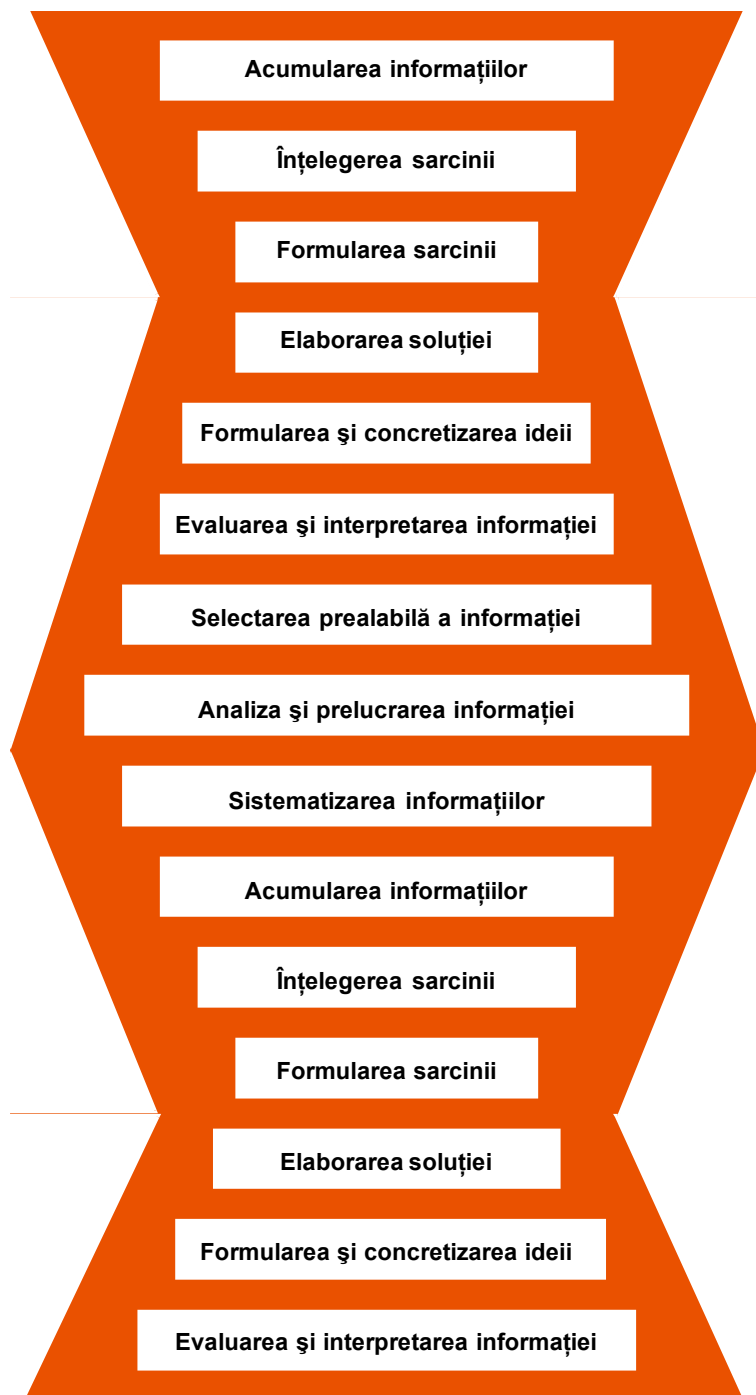 Acumularea informațiilor
Înțelegerea sarcinii
Formularea sarcinii
Elaborarea soluției
Formularea şi concretizarea ideii
Evaluarea şi interpretarea informației
Selectarea prealabilă a informației
Analiza şi prelucrarea informației
Sistematizarea informațiilor
Acumularea informațiilor
Înțelegerea sarcinii
Formularea sarcinii
Elaborarea soluției
Formularea şi concretizarea ideii
Evaluarea şi interpretarea informației